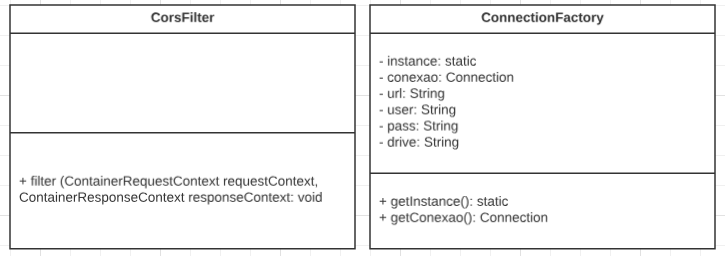 CorsFilter
+ filter (ContainerRequestContext requestContext,
ContainerResponseContext responseContext: void
ConnectionFactory
- instance: static
- conexao: Connection
- url: String
- user: String
- pass: String
- drive: String
+ getInstance(): static
+ getConexao(): Connection